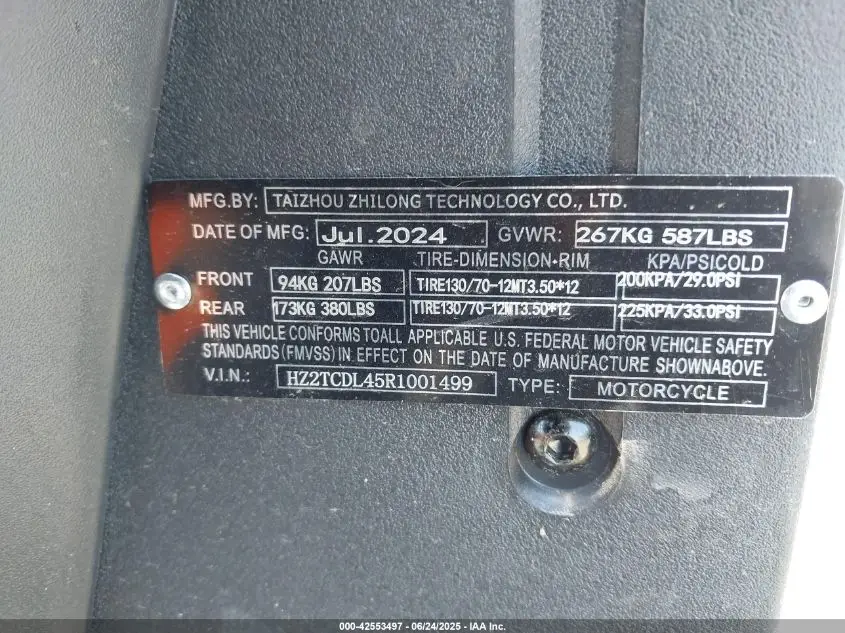 MFG.BY: TAIZHOU ZHILONG TECHNOLOGY CO., LTD.
DATE OF MFG: Jul.2024 GVWR: 267KG 587LBS
GAWR TIRE-DIMENSION-RIM KPA/PSICOLD
FRONT 94KG 207LBS TIRE130/70-12MT3.50*12 200KPA/29.0PSI
REAR 173KG 380LBS TIRE130/70-12MT3.50*12 225KPA/33.0PSI
THIS VEHICLE CONFORMS TOALL APPLICABLE U.S. FEDERAL MOTOR VEHICLE SAFETY
STANDARDS (FMVSS) IN EFFECT ON THE DATE OF MANUFACTURE SHOWNABOVE.
V.I.N.: HZ2TCDL45R1001499 TYPE: MOTORCYCLE
000-42553497 - 06/24/2025 - IAA Inc.